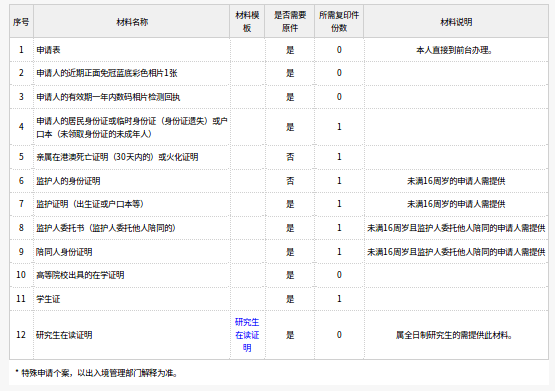 序号 材料名称 材料模板 是否需要原件 所需复印件份数 材料说明
1 申请表 是 0 本人直接到前台办理。
2 申请人的近期正面免冠蓝底彩色相片1张 是 0
3 申请人的有效期一年内数码相片检测回执 是 0
4 申请人的居民身份证或临时身份证（身份证遗失）或户口本（未领取身份证的未成年人） 是 1
5 亲属在港澳死亡证明（30天内的）或火化证明 否 1
6 监护人的身份证明 否 1 未满16周岁的申请人需提供
7 监护证明（出生证或户口本等） 是 1 未满16周岁的申请人需提供
8 监护人委托书（监护人委托他人陪同的） 是 1 未满16周岁且监护人委托他人陪同的申请人需提供
9 陪同人身份证明 是 1 未满16周岁且监护人委托他人陪同的申请人需提供
10 高等院校出具的在学证明 是 0
11 学生证 是 1
12 研究生在读证明 研究生在读证明 是 0 属全日制研究生的需提供此材料。
* 特殊申请个案，以出入境管理部门解释为准。